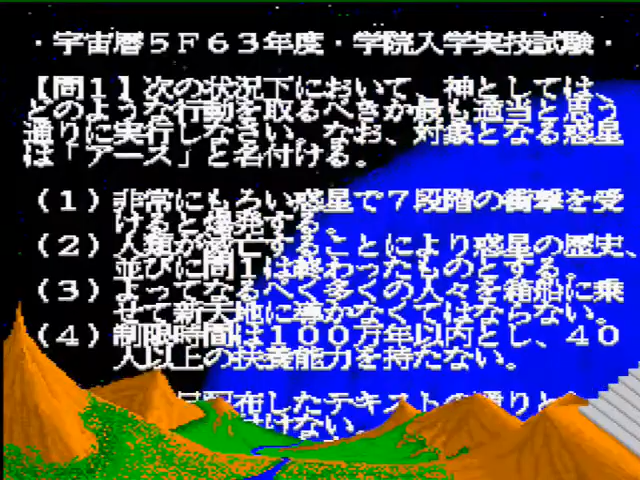 ・宇宙暦５Ｆ６３年度・学院入学実技試験・
【問１】次の状況下において、神としては、
どのような行動を取るべきか最も適当と思う
通りに実行しなさい。なお、対象となる惑星
は「アース」と名付ける。
（１）非常にもろい惑星で７段階の衝撃を受
けると爆発する。
（２）人類が滅亡することにより惑星の歴史、
並びに問１は終わったものとする。
（３）よってなるべく多くの人々を箱船に乗
せて新天地に導かなくてはならない。
（４）制限時間は１００万年以内とし、４０
人以上の扶養能力を持たない。
配布したテキストの通りと
けない。